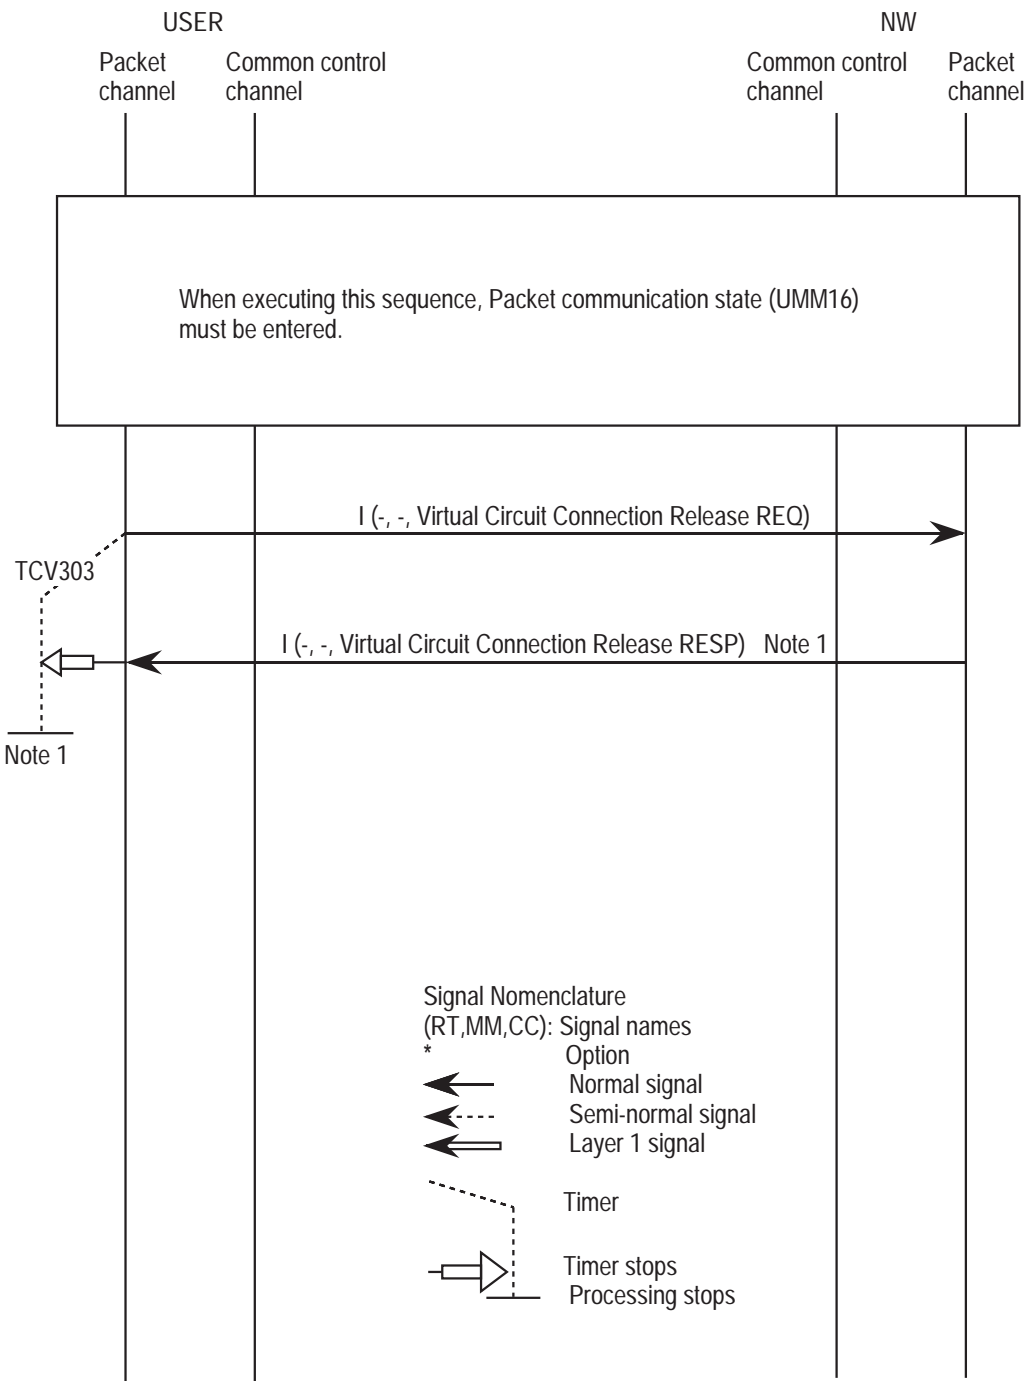 USER NW
Packet Common control Common control Packet
channel channel channel channel
When executing this sequence, Packet communication state (UMM16)
must be entered.
I (-, -, Virtual Circuit Connection Release REQ)
TCV303
I (-, -, Virtual Circuit Connection Release RESP) Note 1
Note 1
Signal Nomenclature
(RT,MM,CC): Signal names
* Option
Normal signal
Semi-normal signal
Layer 1 signal
Timer
Timer stops
Processing stops